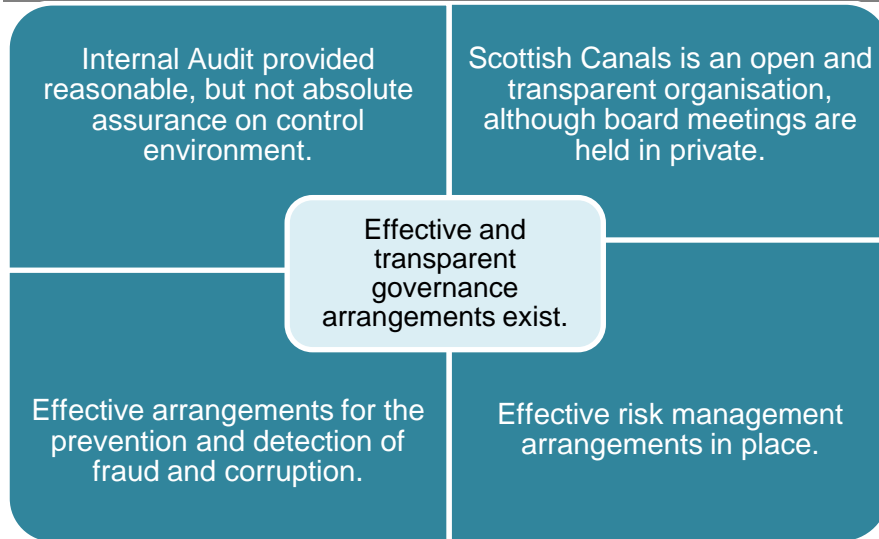 Internal Audit provided
reasonable, but not absolute
assurance on control
environment.
Scottish Canals is an open and
transparent organisation,
although board meetings are
held in private.
Effective and
transparent
governance
arrangements exist.
Effective arrangements for the
prevention and detection of
fraud and corruption.
Effective risk management
arrangements in place.